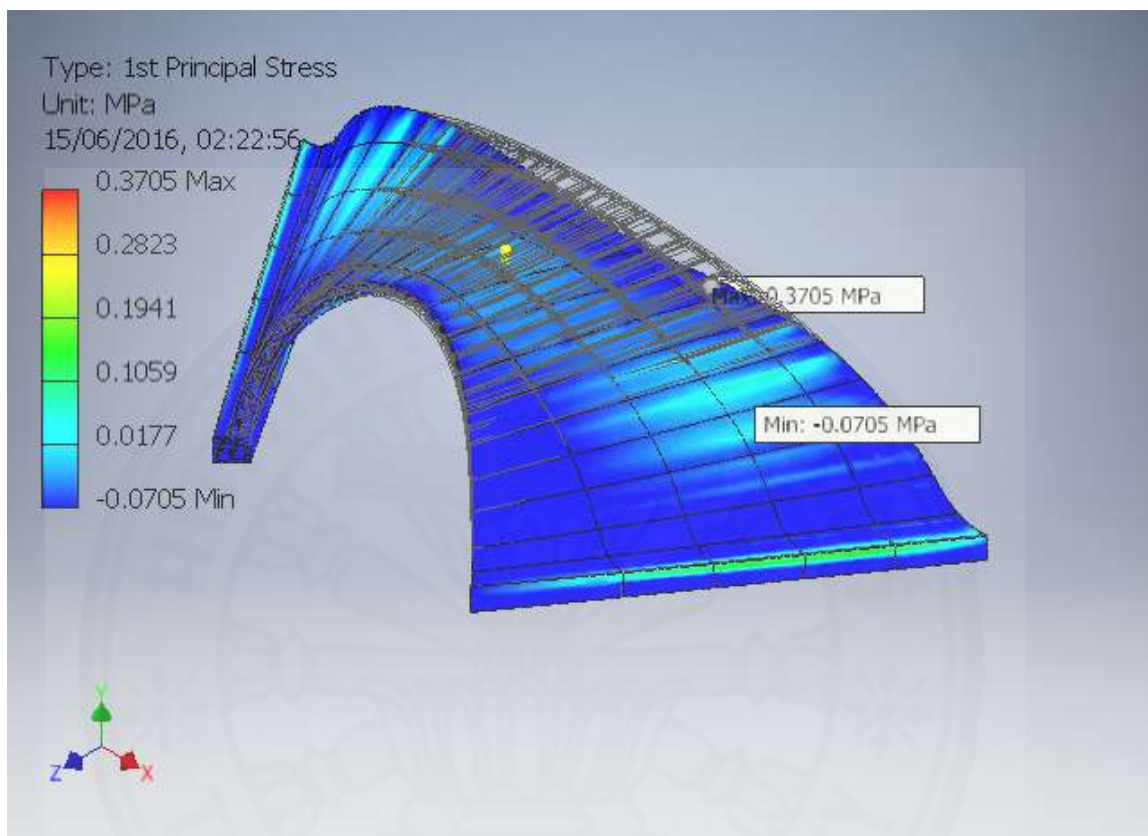 Type: 1st Principal Stress
Unit: MPa
15/06/2016, 02:22:56
0.3705 Max
0.2823
0.1941
0.1059
0.0177
-0.0705 Min
Max: 0.3705 MPa
Min: -0.0705 MPa
Y
Z
X